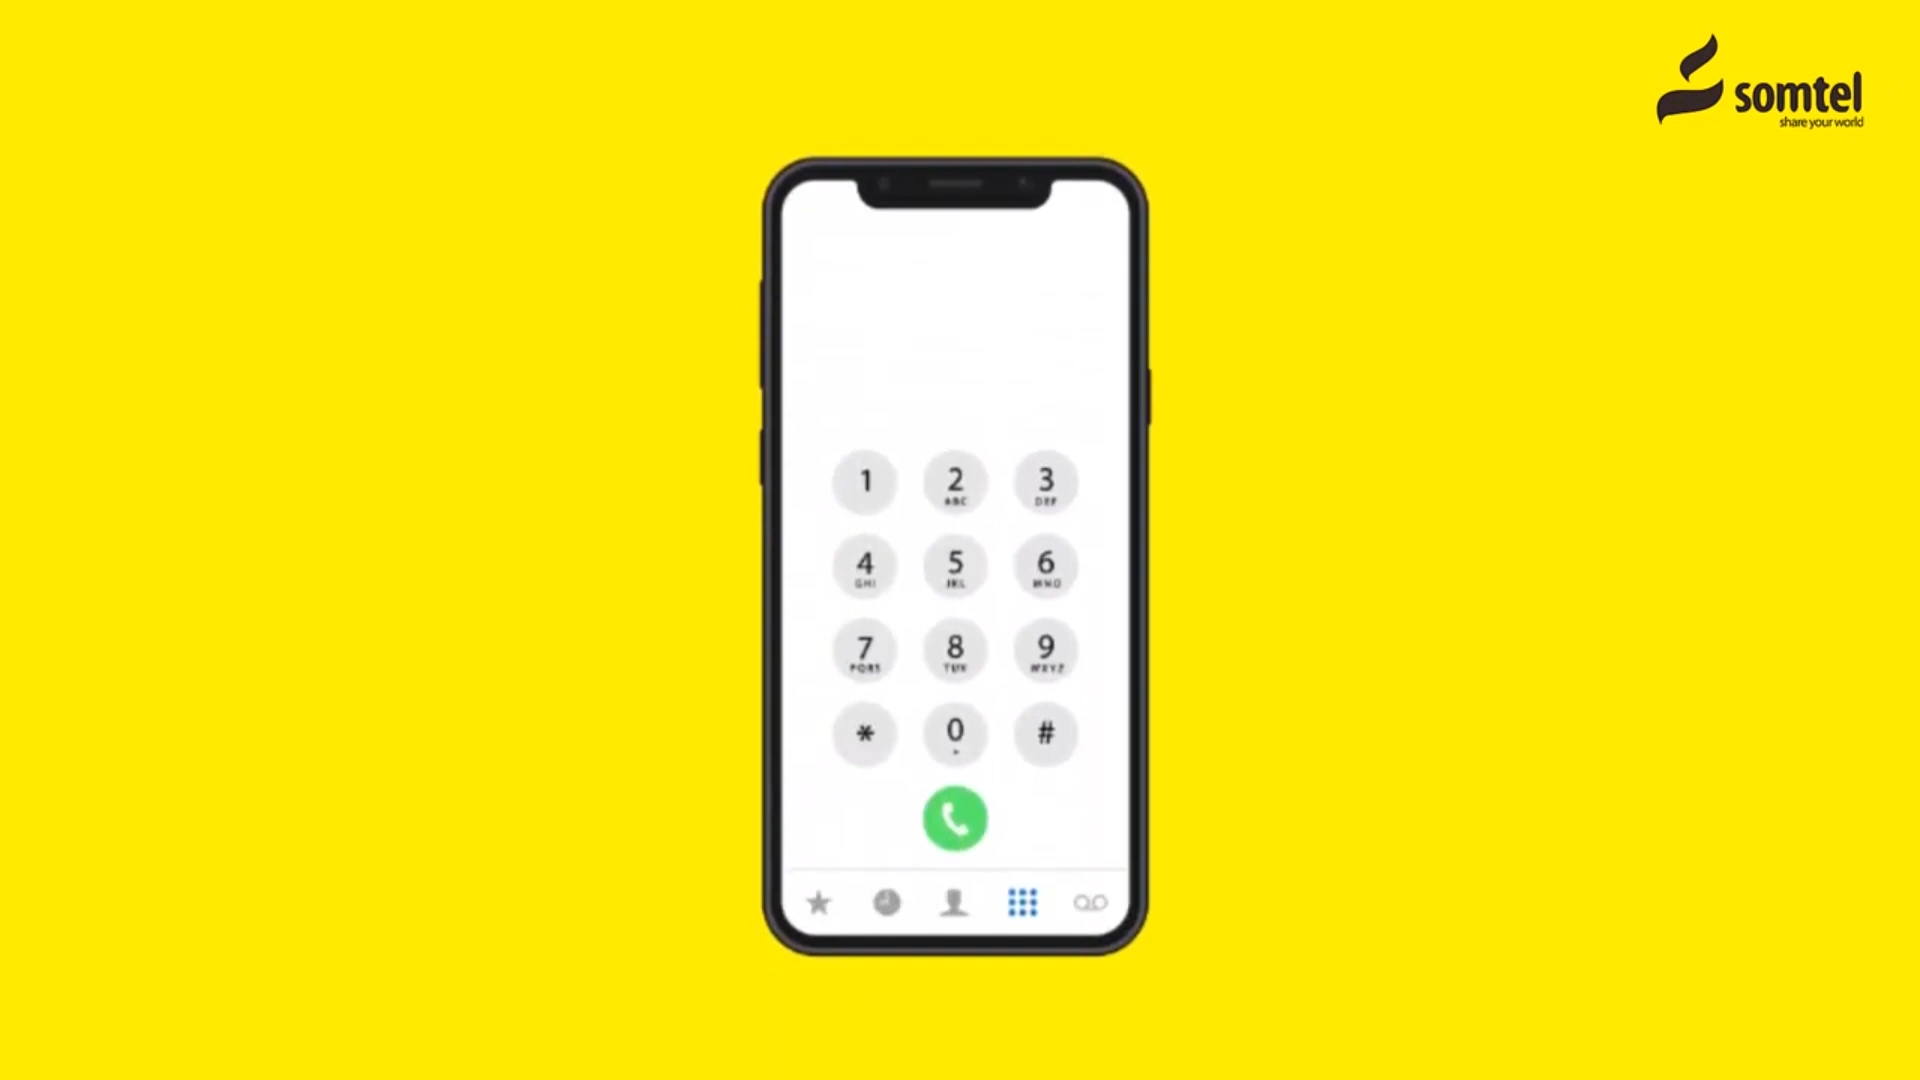 somtel
share your world
1
2
ABC
3
DEF
4
GHI
5
JKL
6
MNO
7
PQRS
8
TUV
9
WXYZ
*
0
#